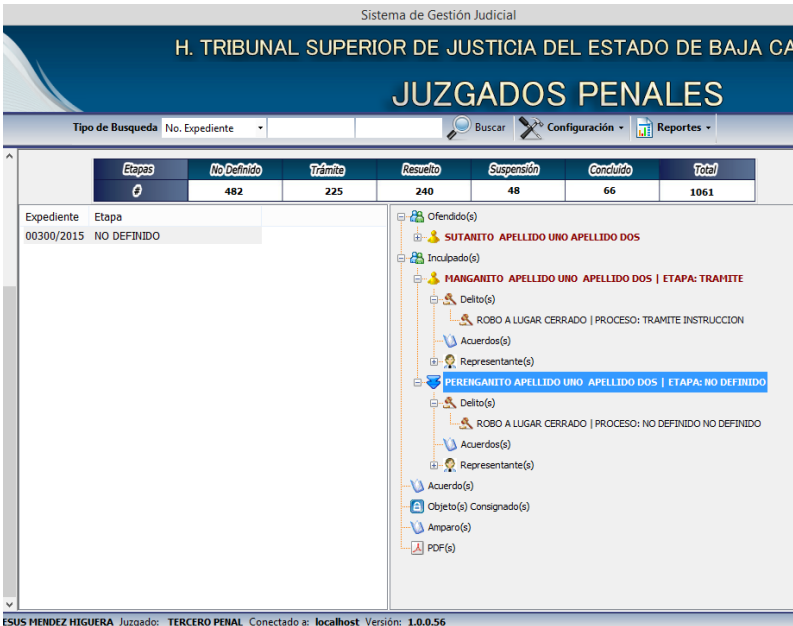 Sistema de Gestión Judicial
H. TRIBUNAL SUPERIOR DE JUSTICIA DEL ESTADO DE BAJA CA
JUZGADOS PENALES
Tipo de Busqueda No. Expediente Buscar Configuración Reportes
Etapas No Definido Trámite Resuelto Suspensión Concluido Total
# 482 225 240 48 66 1061
Expediente Etapa
00300/2015 NO DEFINIDO
Ofendido(s)
SUTANITO APELLIDO UNO APELLIDO DOS
Inculpado(s)
MANGANITO APELLIDO UNO APELLIDO DOS | ETAPA: TRAMITE
Delito(s)
ROBO A LUGAR CERRADO | PROCESO: TRAMITE INSTRUCCION
Acuerdos(s)
Representante(s)
PERENGANITO APELLIDO UNO APELLIDO DOS | ETAPA: NO DEFINIDO
Delito(s)
ROBO A LUGAR CERRADO | PROCESO: NO DEFINIDO NO DEFINIDO
Acuerdos(s)
Representante(s)
Acuerdo(s)
Objeto(s) Consignado(s)
Amparo(s)
PDF(s)
ESUS MENDEZ HIGUERA Juzgado: TERCERO PENAL Conectado a: localhost Versión: 1.0.0.56